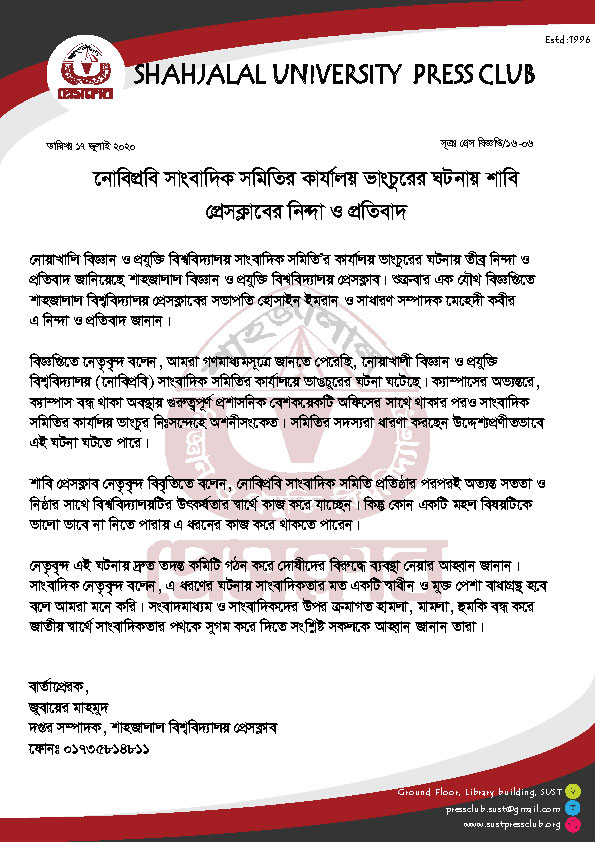 Estd:1996
প্রেসক্লাব
SHAHJALAL UNIVERSITY PRESS CLUB
তারিখঃ ১৭ জুলাই ২০২০
সূত্রঃ প্রেস বিজ্ঞপ্তি/১৬-০৬
নোবিপ্রবি সাংবাদিক সমিতির কার্যালয় ভাংচুরের ঘটনায় শাবি
প্রেসক্লাবের নিন্দা ও প্রতিবাদ
নোয়াখালি বিজ্ঞান ও প্রযুক্তি বিশ্ববিদ্যালয় সাংবাদিক সমিতি'র কার্যালয় ভাংচুরের ঘটনায় তীব্র নিন্দা ও
প্রতিবাদ জানিয়েছে শাহজালাল বিজ্ঞান ও প্রযুক্তি বিশ্ববিদ্যালয় প্রেসক্লাব। শুক্রবার এক যৌথ বিজ্ঞপ্তিতে
শাহজালাল বিশ্ববিদ্যালয় প্রেসক্লাবের সভাপতি হোসাইন ইমরান ও সাধারণ সম্পাদক মেহেদী কবীর
এ নিন্দা ও প্রতিবাদ জানান।
বিজ্ঞপ্তিতে নেতৃবৃন্দ বলেন, আমরা গণমাধ্যমসূত্রে জানতে পেরেছি, নোয়াখালী বিজ্ঞান ও প্রযুক্তি
বিশ্ববিদ্যালয় (নোবিপ্রবি) সাংবাদিক সমিতির কার্যালয়ে ভাঙচুরের ঘটনা ঘটেছে। ক্যাম্পাসের অভ্যন্তরে,
ক্যাম্পাস বন্ধ থাকা অবস্থায় গুরুত্বপূর্ণ প্রশাসনিক বেশকয়েকটি অফিসের সাথে থাকার পরও সাংবাদিক
সমিতির কার্যালয় ভাংচুর নিঃসন্দেহে অশনীসংকেত। সমিতির সদস্যরা ধারণা করছেন উদ্দেশ্যপ্রণীতভাবে
এই ঘটনা ঘটতে পারে।
শাবি প্রেসক্লাব নেতৃবৃন্দ বিবৃতিতে বলেন, নোবিপ্রবি সাংবাদিক সমিতি প্রতিষ্ঠার পরপরই অত্যন্ত সততা ও
নিষ্ঠার সাথে বিশ্ববিদ্যালয়টির উৎকর্ষতার স্বার্থে কাজ করে যাচ্ছেন। কিন্তু কোন একটি মহল বিষয়টিকে
ভালো ভাবে না নিতে পারায় এ ধরনের কাজ করে থাকতে পারেন।
নেতৃবৃন্দ এই ঘটনায় দ্রুত তদন্ত কমিটি গঠন করে দোষীদের বিরুদ্ধে ব্যবস্থা নেয়ার আহ্বান জানান।
সাংবাদিক নেতৃবৃন্দ বলেন, এ ধরণের ঘটনায় সাংবাদিকতার মত একটি স্বাধীন ও মুক্ত পেশা বাধাগ্রস্থ হবে
বলে আমরা মনে করি। সংবাদমাধ্যম ও সাংবাদিকদের উপর ক্রমাগত হামলা, মামলা, হুমকি বন্ধ করে
জাতীয় স্বার্থে সাংবাদিকতার পথকে সুগম করে দিতে সংশ্লিষ্ট সকলকে আহ্বান জানান তারা।
বার্তাপ্রেরক,
জুবায়ের মাহমুদ
দপ্তর সম্পাদক, শাহজালাল বিশ্ববিদ্যালয় প্রেসক্লাব
ফোনঃ ০১৭৩৫৮১৪৮১১
Ground Floor, Library building, SUST
pressclub.sust@gmail.com
www.sustpressclub.org